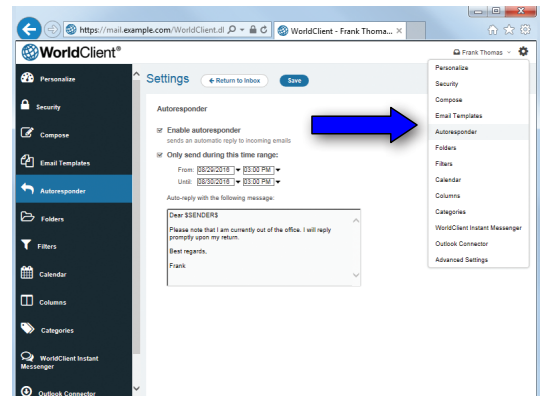 https://mail.example.com/WorldClient.dl
WorldClient - Frank Thoma...
WorldClient®
Frank Thomas
Personalize
Security
Compose
Email Templates
Autoresponder
Folders
Filters
Calendar
Columns
Categories
WorldClient Instant
Messenger
Outlook Connector
Settings
Return to Inbox
Save
Autoresponder
Enable autoresponder
sends an automatic reply to incoming emails
Only send during this time range:
From: 08/29/2016 03:00 PM
Until: 08/30/2016 03:00 PM
Auto-reply with the following message:
Dear $SENDER$
Please note that I am currently out of the office. I will reply
promptly upon my return.
Best regards,
Frank
Personalize
Security
Compose
Email Templates
Autoresponder
Folders
Filters
Calendar
Columns
Categories
WorldClient Instant Messenger
Outlook Connector
Advanced Settings